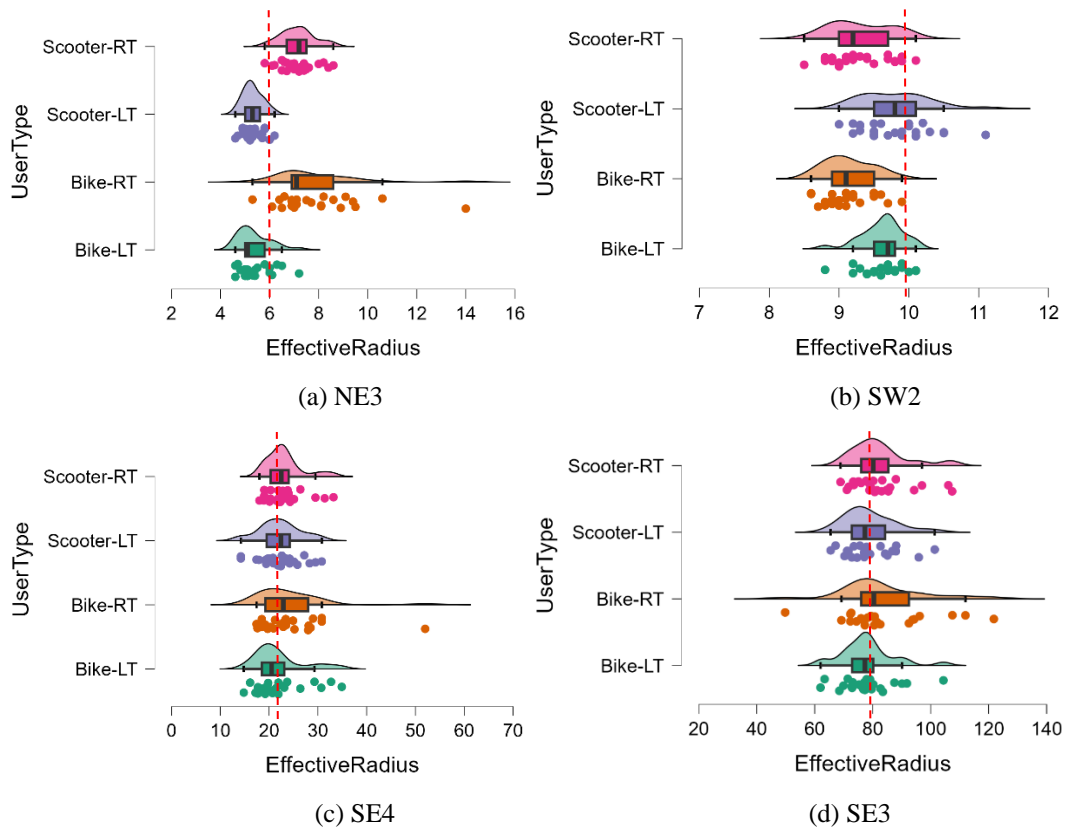 UserType
Scooter-RT
Scooter-LT
Bike-RT
Bike-LT
2 4 6 8 10 12 14 16
EffectiveRadius
(a) NE3
UserType
Scooter-RT
Scooter-LT
Bike-RT
Bike-LT
7 8 9 10 11 12
EffectiveRadius
(b) SW2
UserType
Scooter-RT
Scooter-LT
Bike-RT
Bike-LT
0 10 20 30 40 50 60 70
EffectiveRadius
(c) SE4
UserType
Scooter-RT
Scooter-LT
Bike-RT
Bike-LT
20 40 60 80 100 120 140
EffectiveRadius
(d) SE3